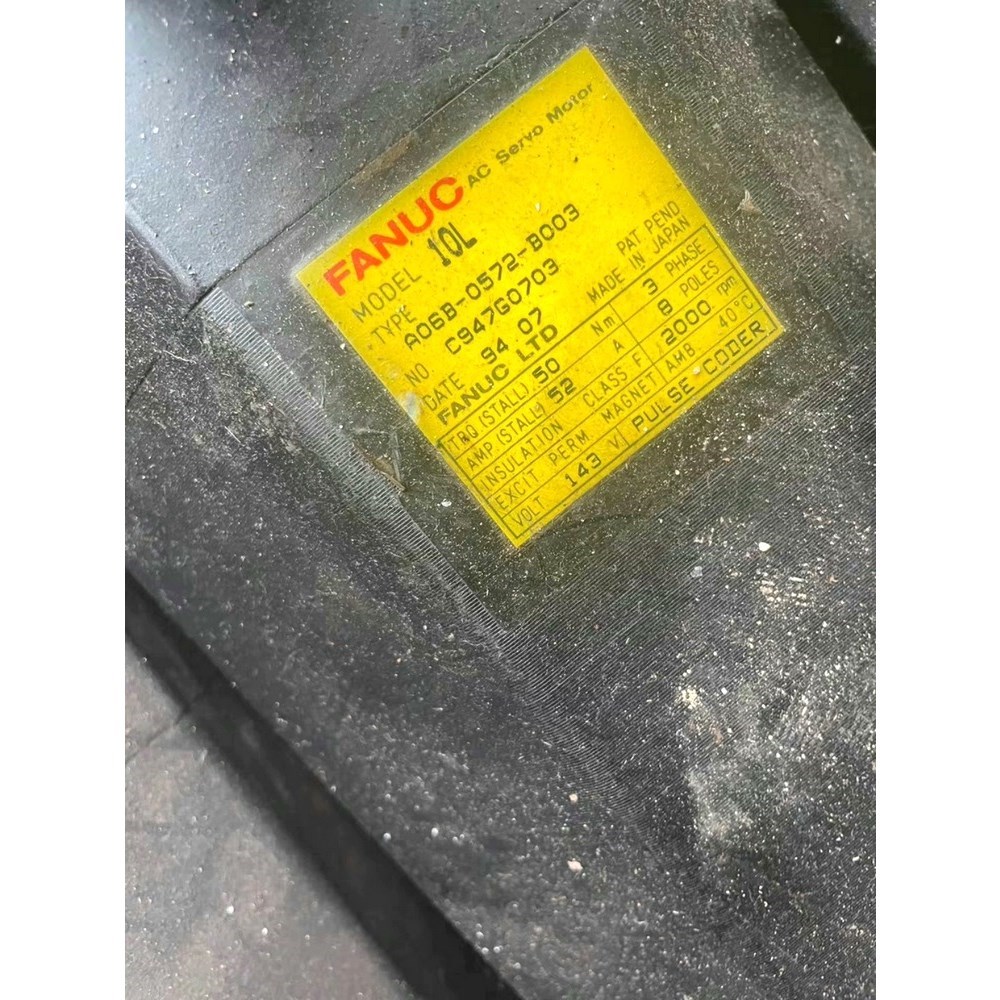 FANUC AC Servo Motor
MODEL 10L
TYPE A06B-0572-B003
NO. C947G0703
DATE 94 07 PAT PEND
FANUC LTD MADE IN JAPAN
TRQ (STALL) 50 Nm 3 PHASE
AMP (STALL) 52 A 8 POLES
INSULATION CLASS F 2000 rpm
EXCIT. PERM. MAGNET AMB 40°C
VOLT 143 V PULSE CODER